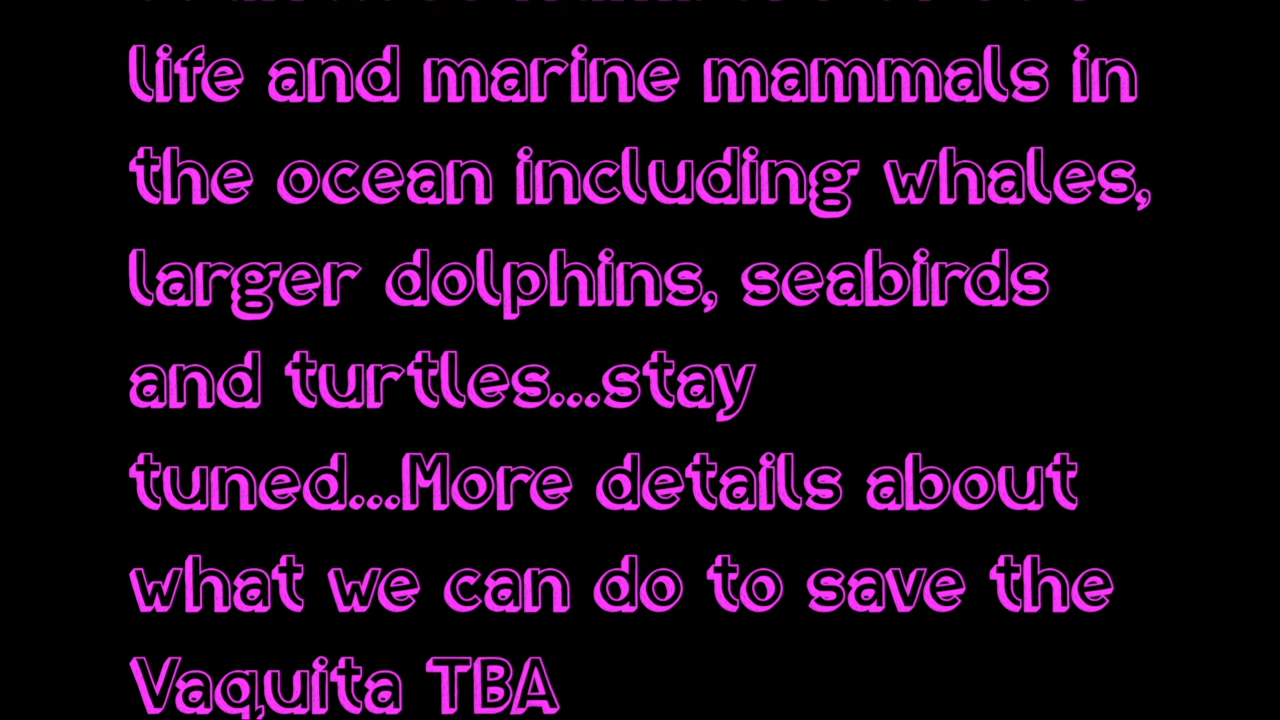 life and marine mammals in
the ocean including whales,
larger dolphins, seabirds
and turtles...stay
tuned...More details about
what we can do to save the
Vaquita TBA